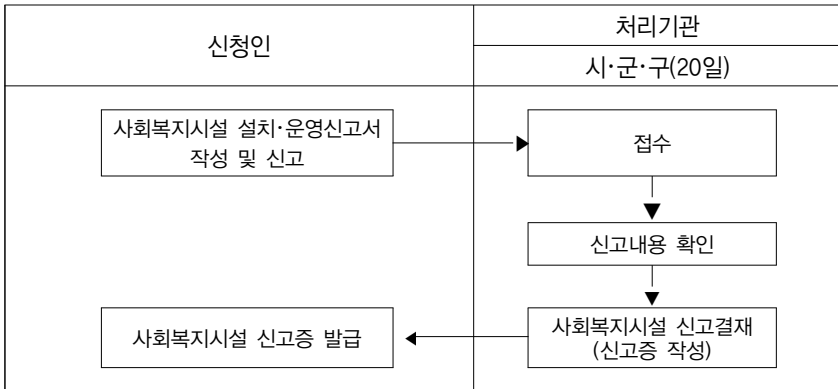 신청인
처리기관
시·군·구(20일)
사회복지시설 설치·운영신고서
작성 및 신고
접수
신고내용 확인
사회복지시설 신고결재
(신고증 작성)
사회복지시설 신고증 발급